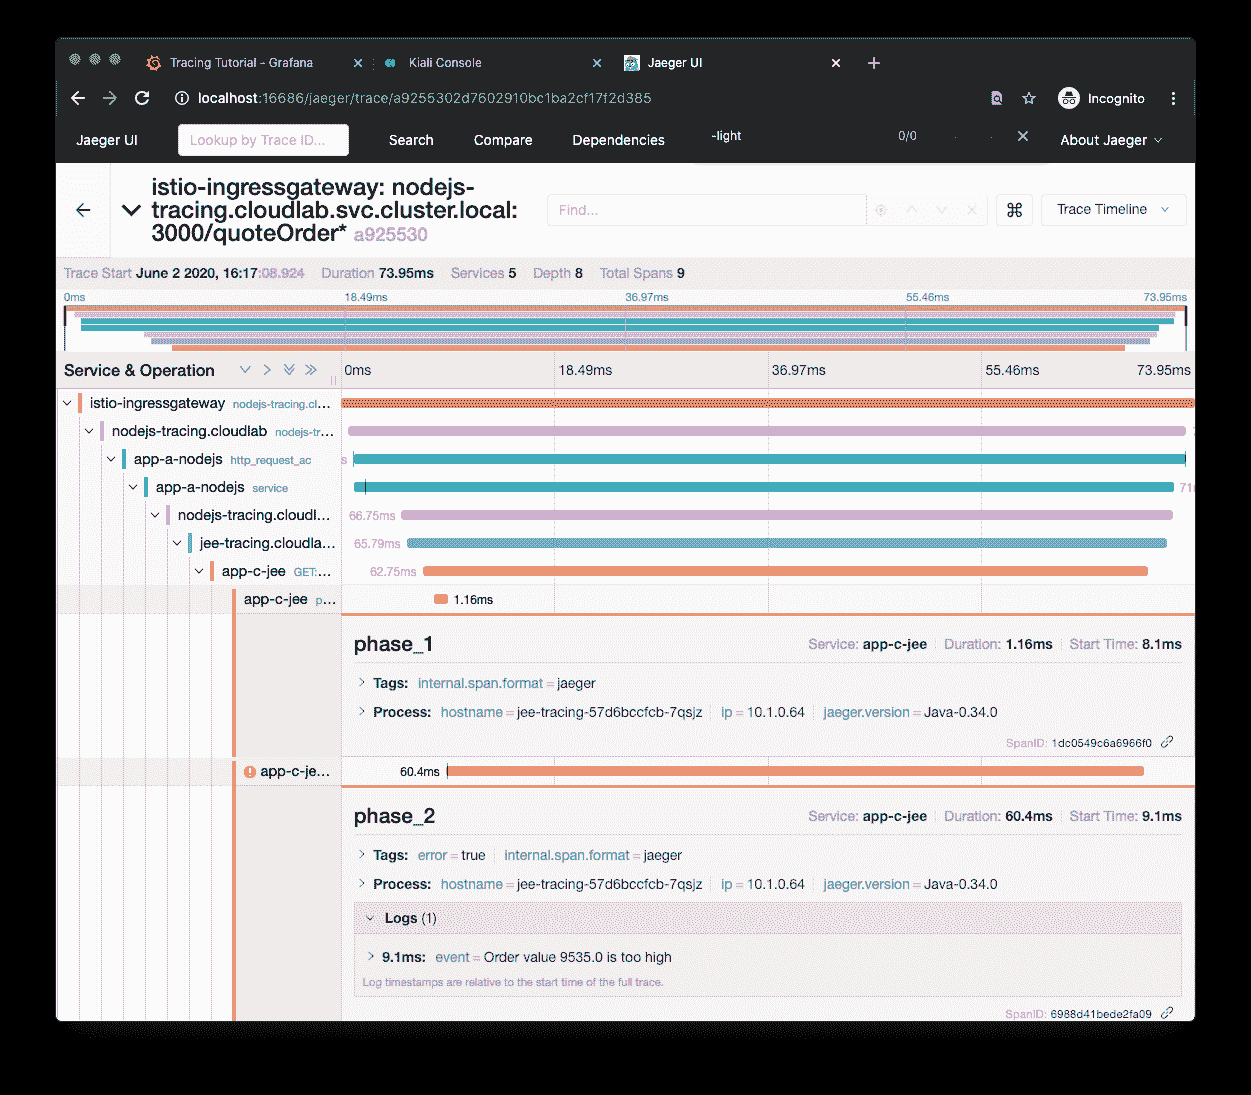 Tracing Tutorial - Grafana
Kiali Console
Jaeger UI
localhost:16686/jaeger/trace/a9255302d7602910bc1ba2cf17f2d385
Incognito
Jaeger UI
Lookup by Trace ID...
Search
Compare
Dependencies
-light
0/0
About Jaeger
istio-ingressgateway: nodejs-
tracing.cloudlab.svc.cluster.local:
3000/quoteOrder* a925530
Find...
⌘
Trace Timeline
Trace Start June 2 2020, 16:17:08.924 Duration 73.95ms Services 5 Depth 8 Total Spans 9
0ms 18.49ms 36.97ms 55.46ms 73.95ms
Service & Operation 0ms 18.49ms 36.97ms 55.46ms 73.95ms
istio-ingressgateway nodejs-tracing.cl...
nodejs-tracing.cloudlab nodejs-tr...
app-a-nodejs http_request_ac
app-a-nodejs service
nodejs-tracing.cloudl... 66.75ms
jee-tracing.cloudla... 65.79ms
app-c-jee GET:... 62.75ms
app-c-jee p... 1.16ms
phase_1 Service: app-c-jee Duration: 1.16ms Start Time: 8.1ms
Tags: internal.span.format = jaeger
Process: hostname = jee-tracing-57d6bccfcb-7qsjz ip = 10.1.0.64 jaeger.version = Java-0.34.0
SpanID: 1dc0549c6a6966f0
app-c-je... 60.4ms
phase_2 Service: app-c-jee Duration: 60.4ms Start Time: 9.1ms
Tags: error = true internal.span.format = jaeger
Process: hostname = jee-tracing-57d6bccfcb-7qsjz ip = 10.1.0.64 jaeger.version = Java-0.34.0
Logs (1)
9.1ms: event = Order value 9535.0 is too high
Log timestamps are relative to the start time of the full trace.
SpanID: 6988d41bede2fa09